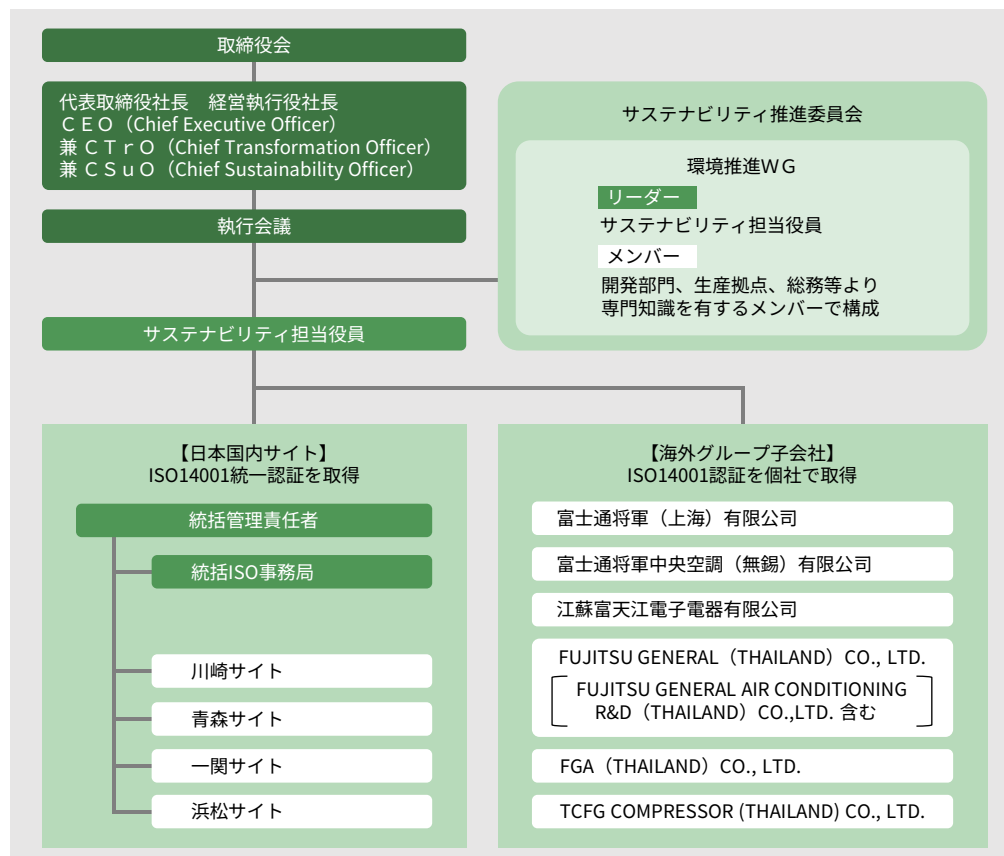 取締役会
代表取締役社長　経営執行役社長
ＣＥＯ（Chief Executive Officer）
兼 ＣＴｒＯ（Chief Transformation Officer）
兼 ＣＳｕＯ（Chief Sustainability Officer）
執行会議
サステナビリティ推進委員会
環境推進ＷＧ
リーダー
サステナビリティ担当役員
メンバー
開発部門、生産拠点、総務等より
専門知識を有するメンバーで構成
サステナビリティ担当役員
【日本国内サイト】
ISO14001統一認証を取得
統括管理責任者
統括ISO事務局
川崎サイト
青森サイト
一関サイト
浜松サイト
【海外グループ子会社】
ISO14001認証を個社で取得
富士通将軍（上海）有限公司
富士通将軍中央空調（無錫）有限公司
江蘇富天江電子電器有限公司
FUJITSU GENERAL（THAILAND）CO., LTD.
FUJITSU GENERAL AIR CONDITIONING
R&D（THAILAND）CO.,LTD. 含む
FGA（THAILAND）CO., LTD.
TCFG COMPRESSOR (THAILAND) CO., LTD.